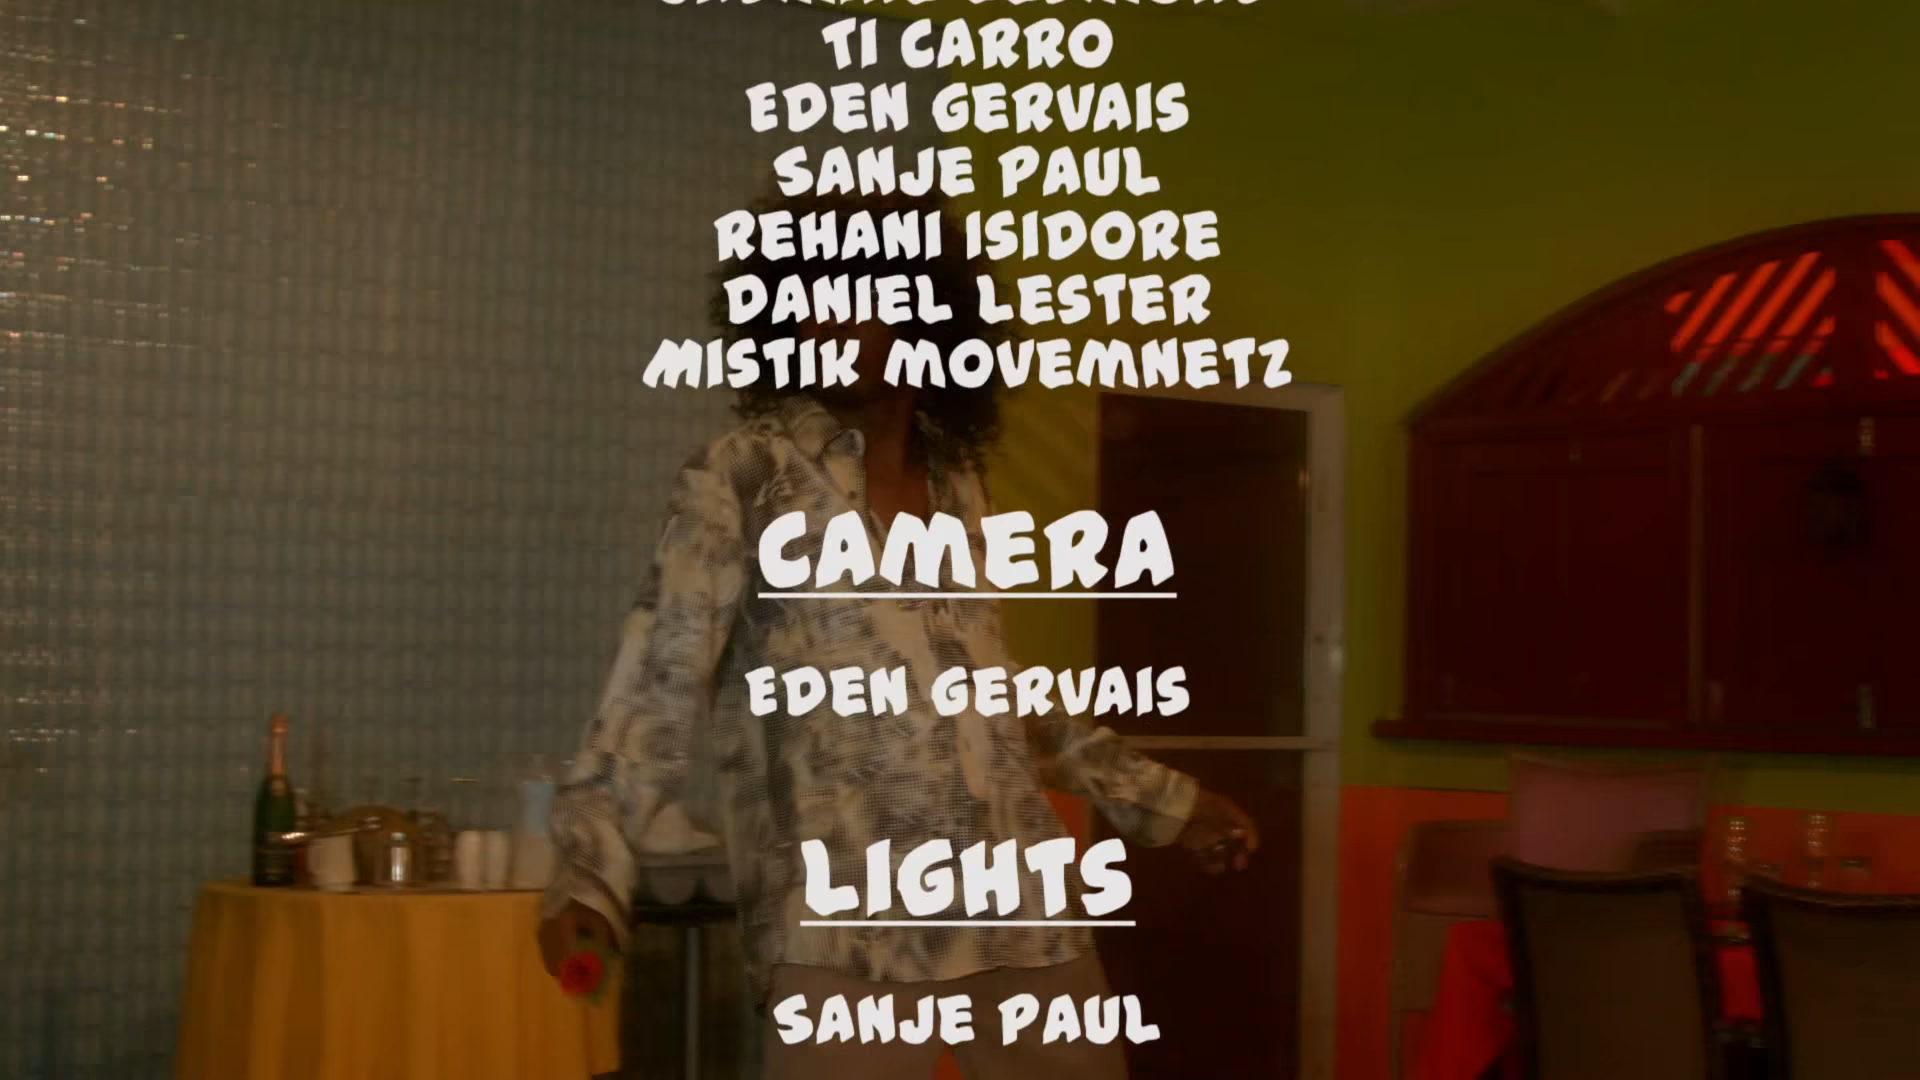 TI CARRO
EDEN GERVAIS
SANJE PAUL
REHANI ISIDORE
DANIEL LESTER
MISTIK MOVEMNETZ
CAMERA
EDEN GERVAIS
LIGHTS
SANJE PAUL